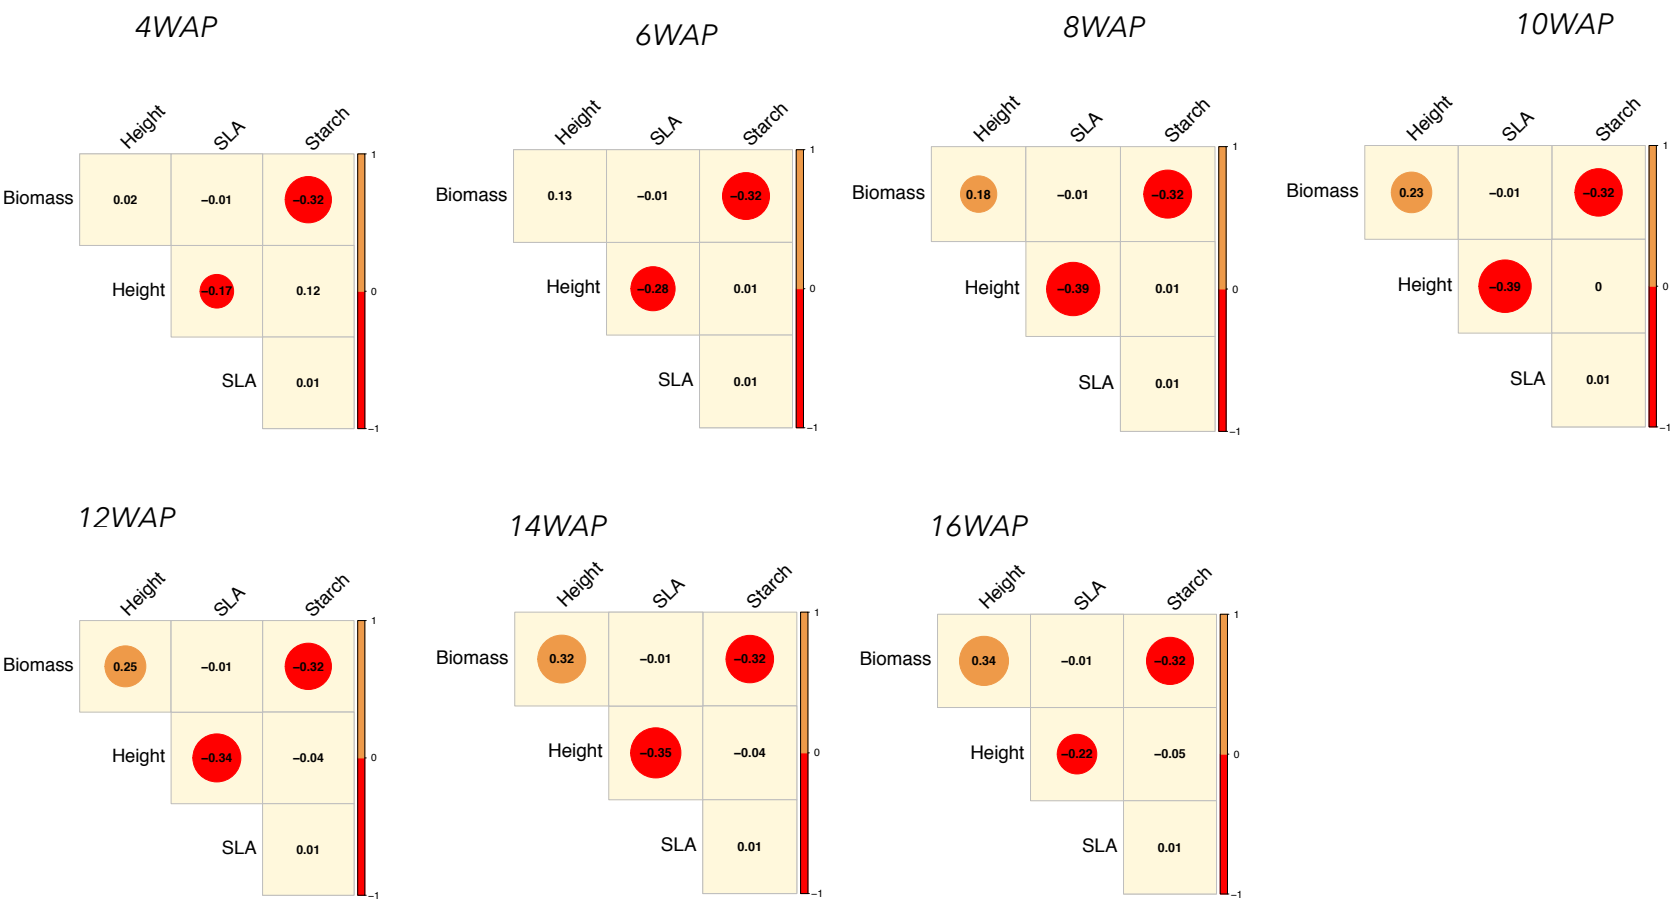 4WAP
Height SLA Starch
Biomass 0.02 −0.01 −0.32
Height −0.17 0.12
SLA 0.01
1
0
−1
6WAP
Height SLA Starch
Biomass 0.13 −0.01 −0.32
Height −0.28 0.01
SLA 0.01
1
0
−1
8WAP
Height SLA Starch
Biomass 0.18 −0.01 −0.32
Height −0.39 0.01
SLA 0.01
1
0
−1
10WAP
Height SLA Starch
Biomass 0.23 −0.01 −0.32
Height −0.39 0
SLA 0.01
1
0
−1
12WAP
Height SLA Starch
Biomass 0.25 −0.01 −0.32
Height −0.34 −0.04
SLA 0.01
1
0
−1
14WAP
Height SLA Starch
Biomass 0.32 −0.01 −0.32
Height −0.35 −0.04
SLA 0.01
1
0
−1
16WAP
Height SLA Starch
Biomass 0.34 −0.01 −0.32
Height −0.22 −0.05
SLA 0.01
1
0
−1